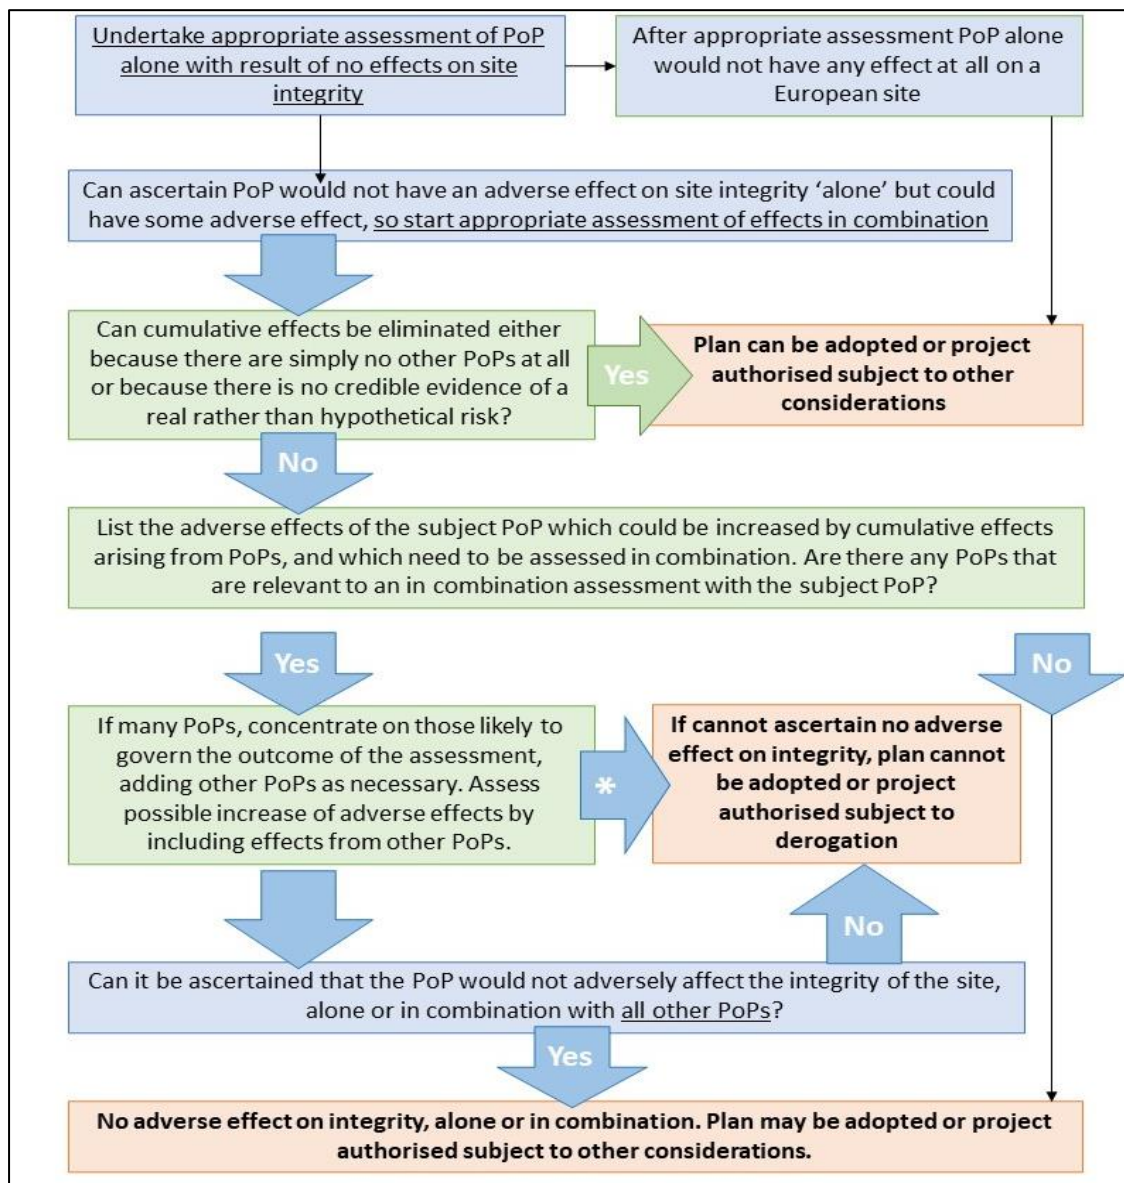 Undertake appropriate assessment of PoP
alone with result of no effects on site
integrity
After appropriate assessment PoP alone
would not have any effect at all on a
European site
Can ascertain PoP would not have an adverse effect on site integrity ‘alone’ but could
have some adverse effect, so start appropriate assessment of effects in combination
Can cumulative effects be eliminated either
because there are simply no other PoPs at all
or because there is no credible evidence of a
real rather than hypothetical risk?
Yes
Plan can be adopted or project
authorised subject to other
considerations
No
List the adverse effects of the subject PoP which could be increased by cumulative effects
arising from PoPs, and which need to be assessed in combination. Are there any PoPs that
are relevant to an in combination assessment with the subject PoP?
Yes
No
If many PoPs, concentrate on those likely to
govern the outcome of the assessment,
adding other PoPs as necessary. Assess
possible increase of adverse effects by
including effects from other PoPs.
*
If cannot ascertain no adverse
effect on integrity, plan cannot
be adopted or project
authorised subject to
derogation
No
Can it be ascertained that the PoP would not adversely affect the integrity of the site,
alone or in combination with all other PoPs?
Yes
No adverse effect on integrity, alone or in combination. Plan may be adopted or project
authorised subject to other considerations.